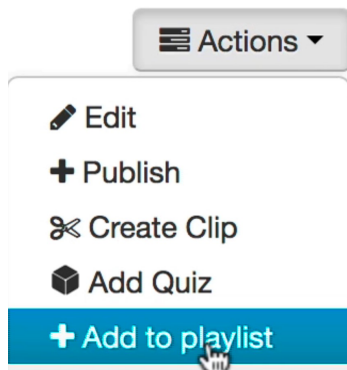 Actions
Edit
Publish
Create Clip
Add Quiz
Add to playlist